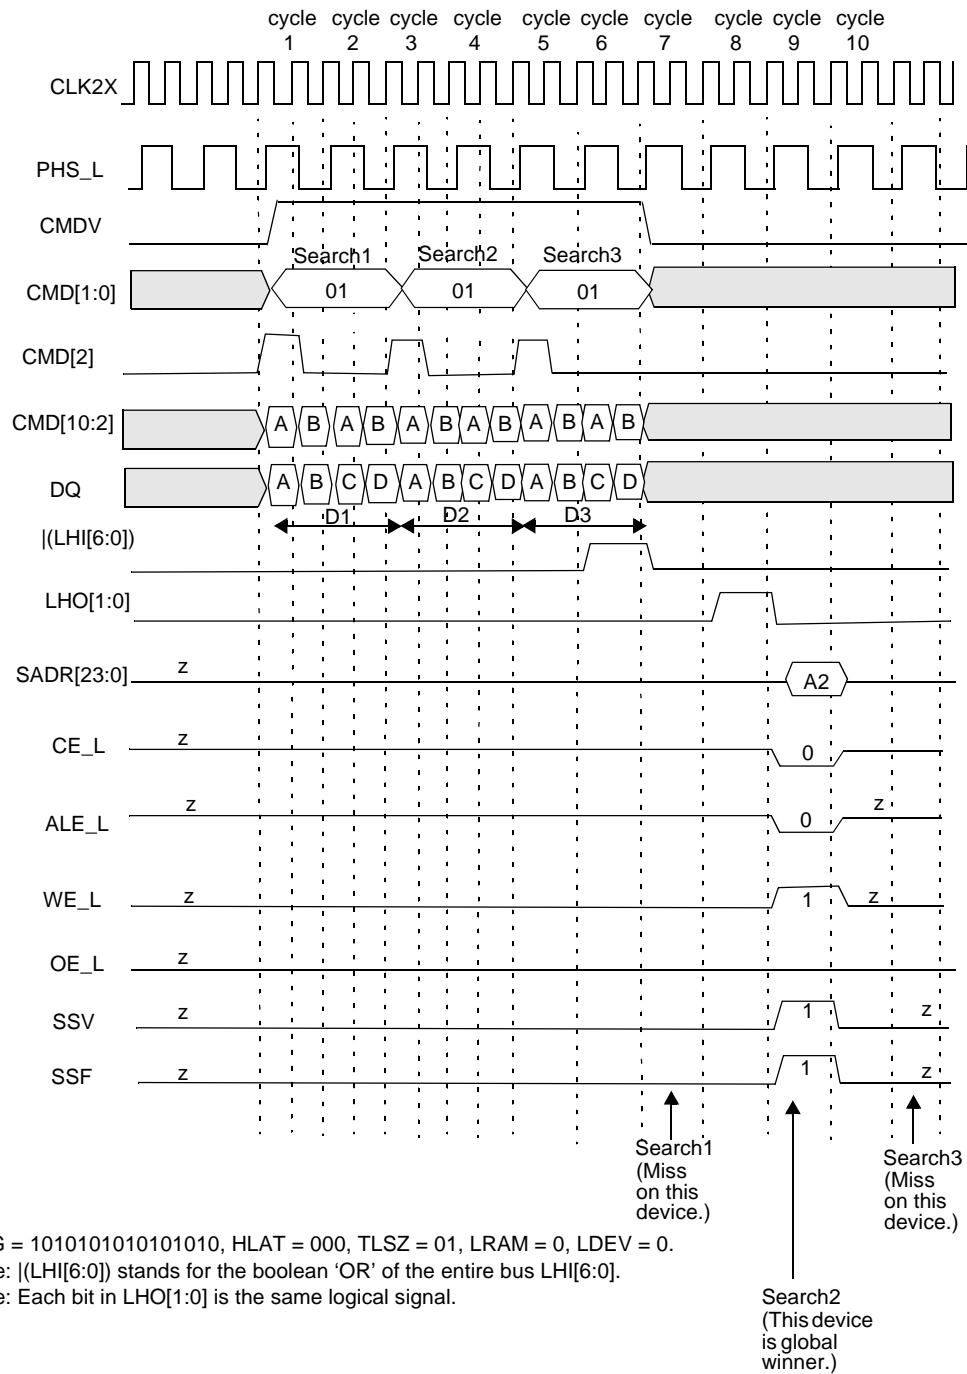 cycle cycle cycle cycle cycle cycle cycle cycle cycle cycle
1 2 3 4 5 6 7 8 9 10
CLK2X
PHS_L
CMDV
Search1 Search2 Search3
CMD[1:0] 01 01 01
CMD[2]
CMD[10:2] A B A B A B A B A B A B
DQ A B C D A B C D A B C D
D1 D2 D3
|(LHI[6:0])
LHO[1:0]
SADR[23:0] z A2
CE_L z 0
ALE_L z 0 z
WE_L z 1 z
OE_L z
SSV z 1 z
SSF z 1 z
Search1
(Miss
on this
device.)
Search3
(Miss
on this
device.)
Search2
(This device
is global
winner.)
G = 1010101010101010, HLAT = 000, TLSZ = 01, LRAM = 0, LDEV = 0.
e: |(LHI[6:0]) stands for the boolean ‘OR’ of the entire bus LHI[6:0].
e: Each bit in LHO[1:0] is the same logical signal.